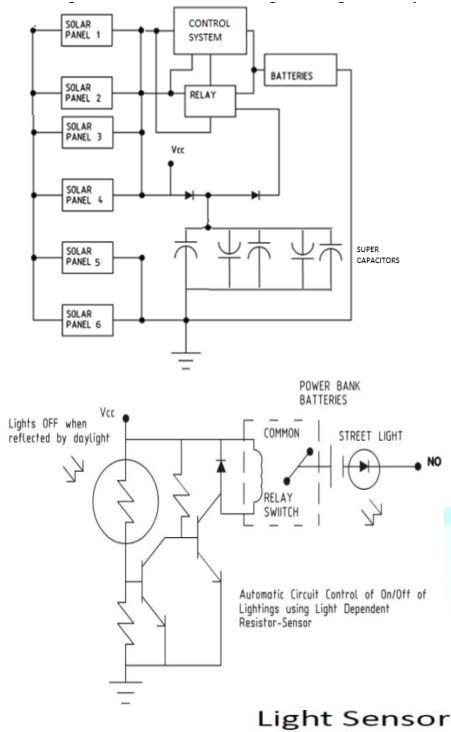 SOLAR
PANEL 1
CONTROL
SYSTEM
SOLAR
PANEL 2
RELAY
BATTERIES
SOLAR
PANEL 3
Vcc
SOLAR
PANEL 4
SOLAR
PANEL 5
SUPER
CAPACITORS
SOLAR
PANEL 6
POWER BANK
BATTERIES
Vcc
Lights OFF when
reflected by daylight
COMMON
STREET LIGHT
NO
RELAY
SWIITCH
Automatic Circuit Control of On/Off of
Lightings using Light Dependent
Resistor-Sensor
Light Sensor